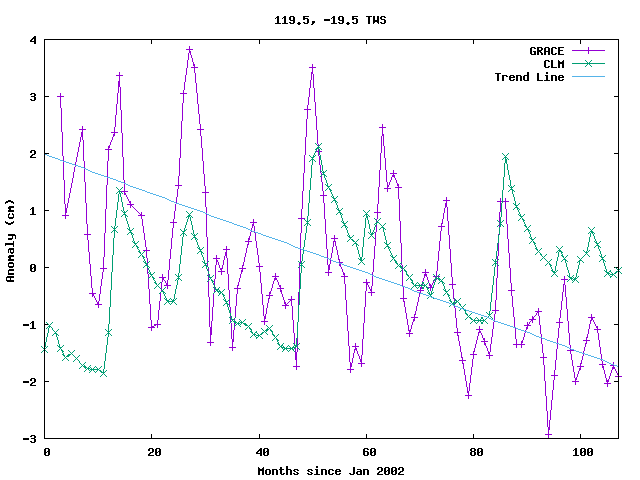 119.5, -19.5 TWS
GRACE
CLM
Trend Line
4
3
2
1
0
-1
-2
-3
Anomaly (cm)
0 20 40 60 80 100
Months since Jan 2002